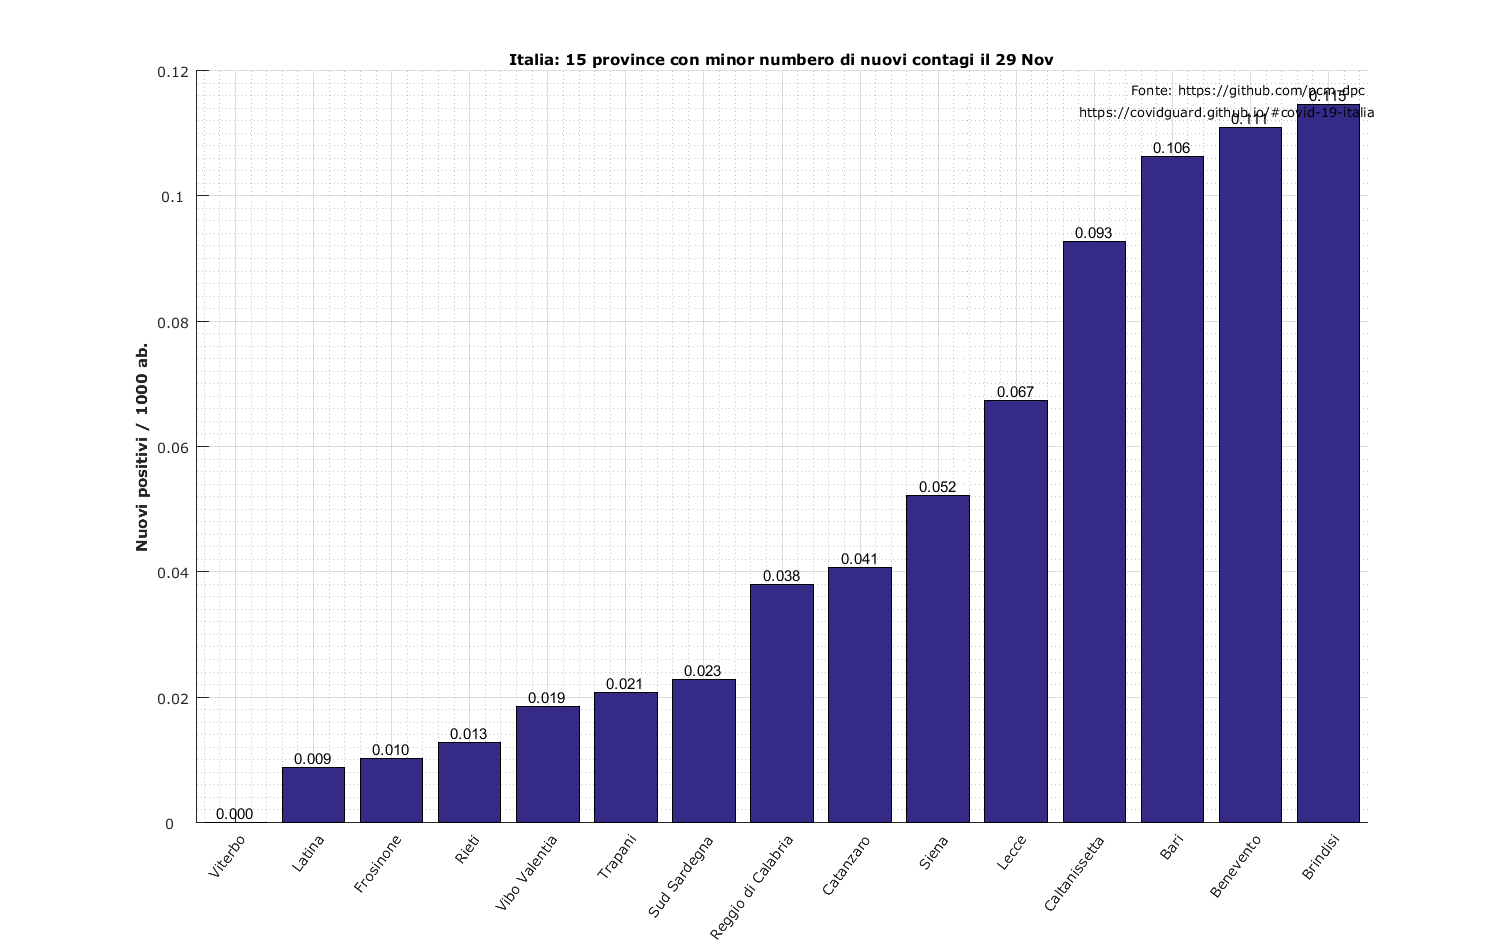 Italia: 15 province con minor numbero di nuovi contagi il 29 Nov
Fonte: https://github.com/pcm-dpc
https://covidguard.github.io/#covid-19-italia
Nuovi positivi / 1000 ab.
0.12
0.1
0.08
0.06
0.04
0.02
0
0.000
0.009
0.010
0.013
0.019
0.021
0.023
0.038
0.041
0.052
0.067
0.093
0.106
0.111
0.115
Viterbo
Latina
Frosinone
Rieti
Vibo Valentia
Trapani
Sud Sardegna
Reggio di Calabria
Catanzaro
Siena
Lecce
Caltanissetta
Bari
Benevento
Brindisi